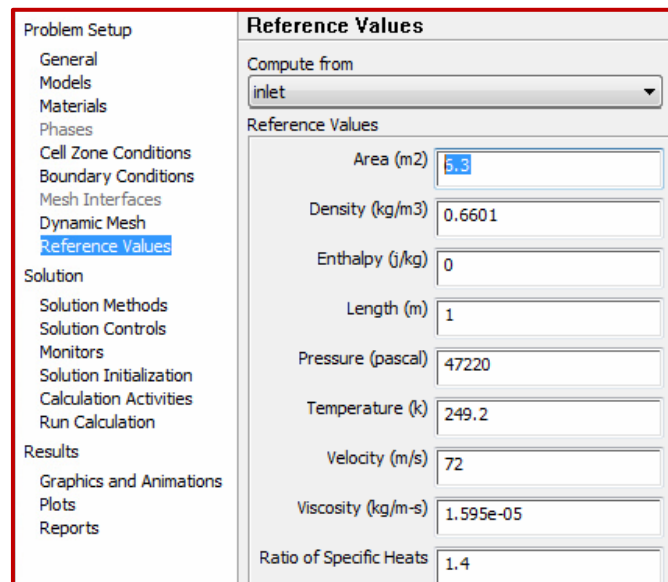 Problem Setup
General
Models
Materials
Phases
Cell Zone Conditions
Boundary Conditions
Mesh Interfaces
Dynamic Mesh
Reference Values
Solution
Solution Methods
Solution Controls
Monitors
Solution Initialization
Calculation Activities
Run Calculation
Results
Graphics and Animations
Plots
Reports
Reference Values
Compute from
inlet
Reference Values
Area (m2) 6.3
Density (kg/m3) 0.6601
Enthalpy (j/kg) 0
Length (m) 1
Pressure (pascal) 47220
Temperature (k) 249.2
Velocity (m/s) 72
Viscosity (kg/m-s) 1.595e-05
Ratio of Specific Heats 1.4